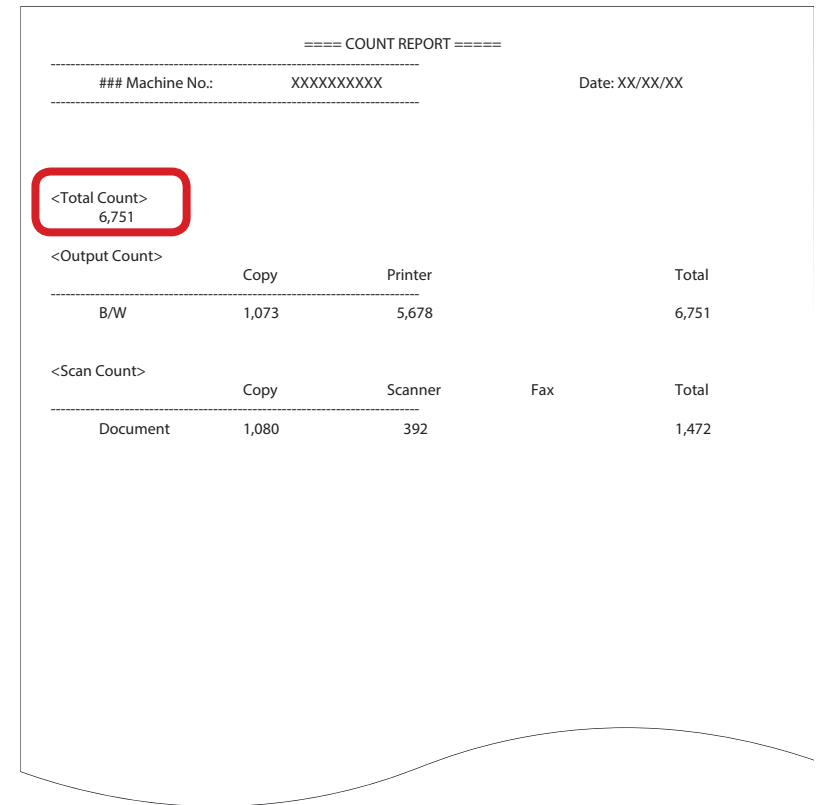 ==== COUNT REPORT =====
--------------------------------------------------------------------------
### Machine No.: XXXXXXXXXX Date: XX/XX/XX
--------------------------------------------------------------------------
<Total Count>
6,751
<Output Count>
Copy Printer Total
--------------------------------------------------------------------------
B/W 1,073 5,678 6,751
<Scan Count>
Copy Scanner Fax Total
--------------------------------------------------------------------------
Document 1,080 392 1,472